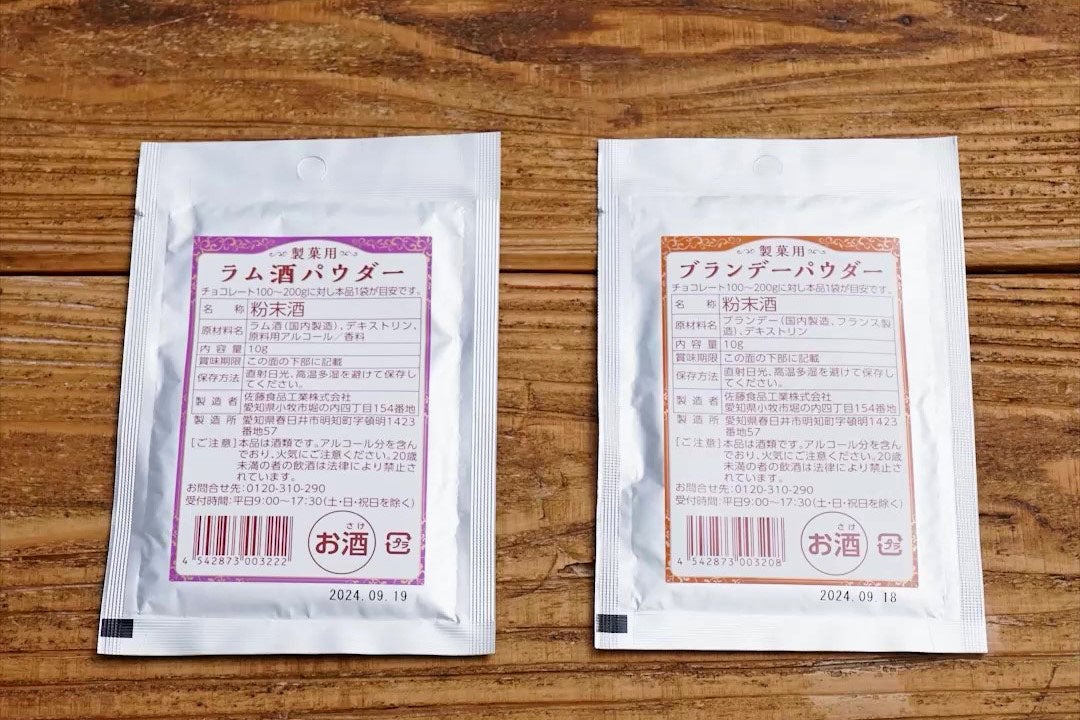 製菓用
ラム酒パウダー
チョコレート100〜200gに対し本品1袋が目安です。
名称 粉末酒
原材料名 ラム酒(国内製造)、デキストリン、
原料用アルコール／香料
内容量 10g
賞味期限 この面の下部に記載
保存方法 直射日光、高温多湿を避けて保存し
てください。
製造者 佐藤食品工業株式会社
愛知県小牧市堀の内四丁目154番地
製造所 愛知県春日井市明知町字頓明1423
番地57
[ご注意]本品は酒類です。アルコール分を含ん
でおり、火気にご注意ください。20歳
未満の者の飲酒は法律により禁止さ
れています。
お問合せ先:0120-310-290
受付時間:平日9:00〜17:30(土・日・祝日を除く)
さけ
お酒
プラ
4 542873 003222
2024.09.19
製菓用
ブランデーパウダー
チョコレート100〜200gに対し本品1袋が目安です。
名称 粉末酒
原材料名 ブランデー(国内製造、フランス製
造)、デキストリン
内容量 10g
賞味期限 この面の下部に記載
保存方法 直射日光、高温多湿を避けて保存し
てください。
製造者 佐藤食品工業株式会社
愛知県小牧市堀の内四丁目154番地
製造所 愛知県春日井市明知町字頓明1423
番地57
[ご注意]本品は酒類です。アルコール分を含ん
でおり、火気にご注意ください。20歳
未満の者の飲酒は法律により禁止さ
れています。
お問合せ先:0120-310-290
受付時間:平日9:00〜17:30(土・日・祝日を除く)
さけ
お酒
プラ
4 542873 003208
2024.09.18